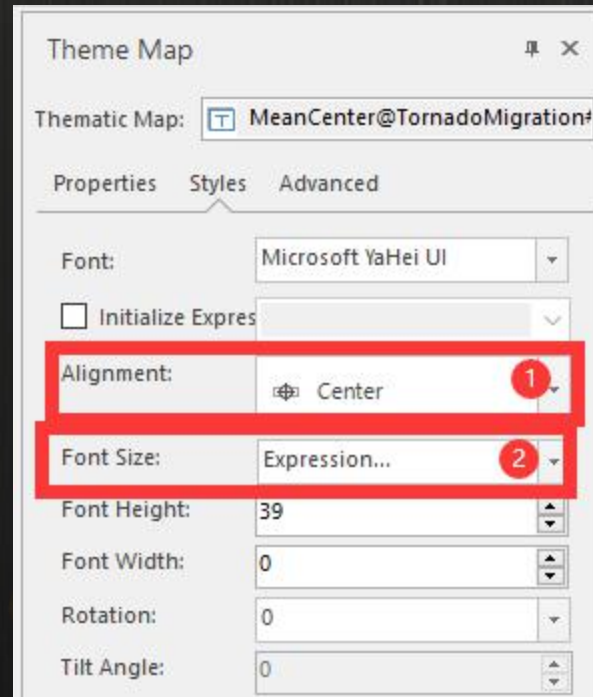 Theme Map
Thematic Map: MeanCenter@TornadoMigration#
Properties Styles Advanced
Font: Microsoft YaHei UI
Initialize Expres
Alignment: Center 1
Font Size: Expression... 2
Font Height: 39
Font Width: 0
Rotation: 0
Tilt Angle: 0